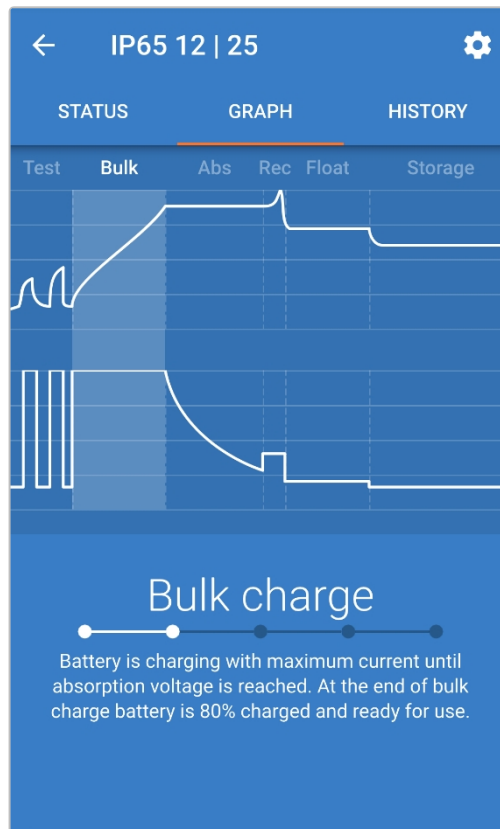 IP65 12 | 25
STATUS GRAPH HISTORY
Test Bulk Abs Rec Float Storage
Bulk charge
Battery is charging with maximum current until
absorption voltage is reached. At the end of bulk
charge battery is 80% charged and ready for use.